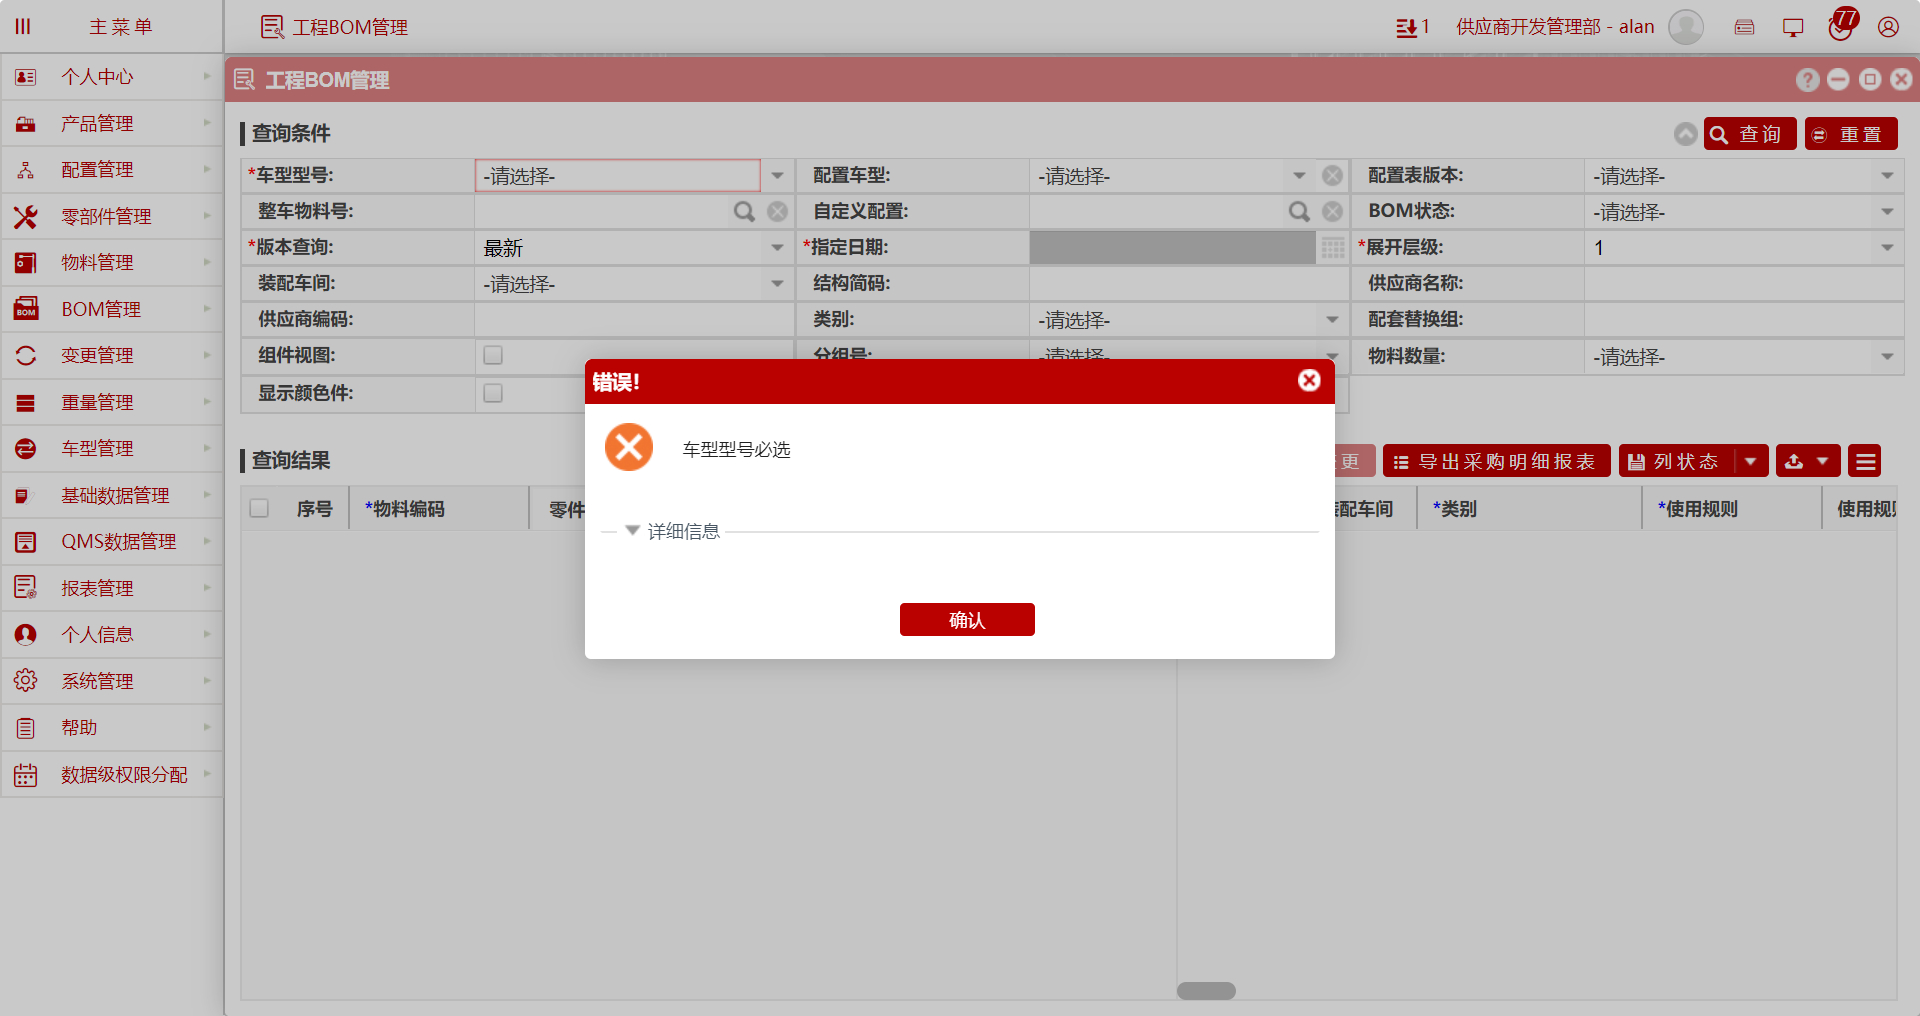 主菜单
工程BOM管理
1
供应商开发管理部 - alan
77
个人中心
产品管理
配置管理
零部件管理
物料管理
BOM管理
变更管理
重量管理
车型管理
基础数据管理
QMS数据管理
报表管理
个人信息
系统管理
帮助
数据级权限分配
工程BOM管理
查询条件
查询
重置
*车型型号: -请选择- 配置车型: -请选择- 配置表版本: -请选择-
整车物料号: 自定义配置: BOM状态: -请选择-
*版本查询: 最新 *指定日期: *展开层级: 1
装配车间: -请选择- 结构简码: 供应商名称:
供应商编码: 类别: -请选择- 配套替换组:
组件视图: 分组号: -请选择- 物料数量: -请选择-
显示颜色件:
错误!
车型型号必选
详细信息
确认
查询结果
更 导出采购明细报表 列状态
序号 *物料编码 零件 配车间 *类别 *使用规则 使用规